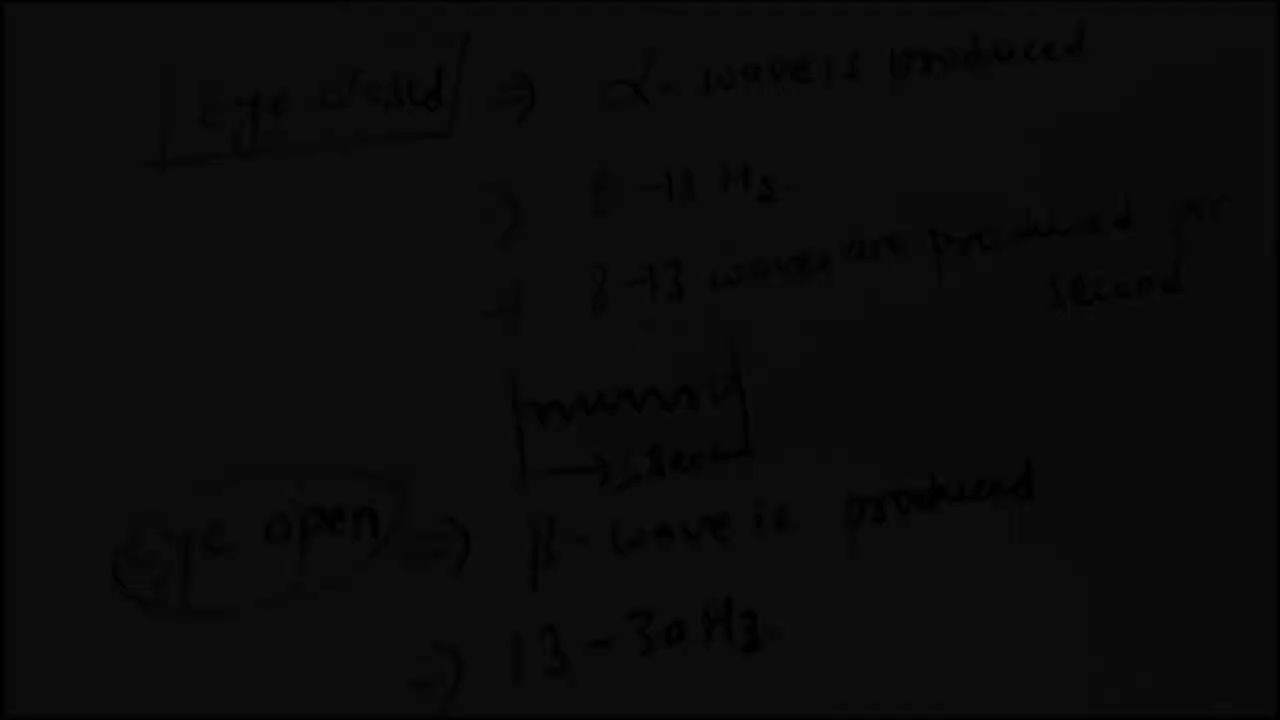 Eye closed ⇒ α- wave is produced
⇒ 8-13 Hz.
⇒ 8-13 waves are produced per
second
→ 1 sec
Eye open ⇒ β- wave is produced
⇒ 13-30 Hz.